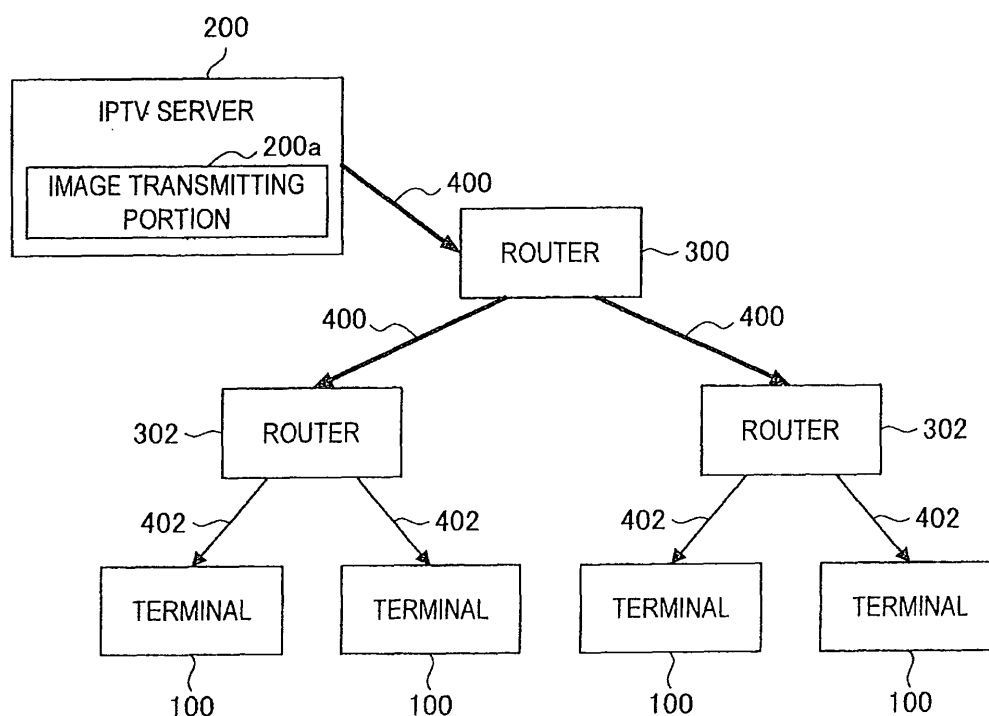 200
IPTV SERVER
200a
IMAGE TRANSMITTING
PORTION
400
ROUTER
300
400
400
302
ROUTER
ROUTER
302
402
402
402
402
TERMINAL
TERMINAL
TERMINAL
TERMINAL
100
100
100
100